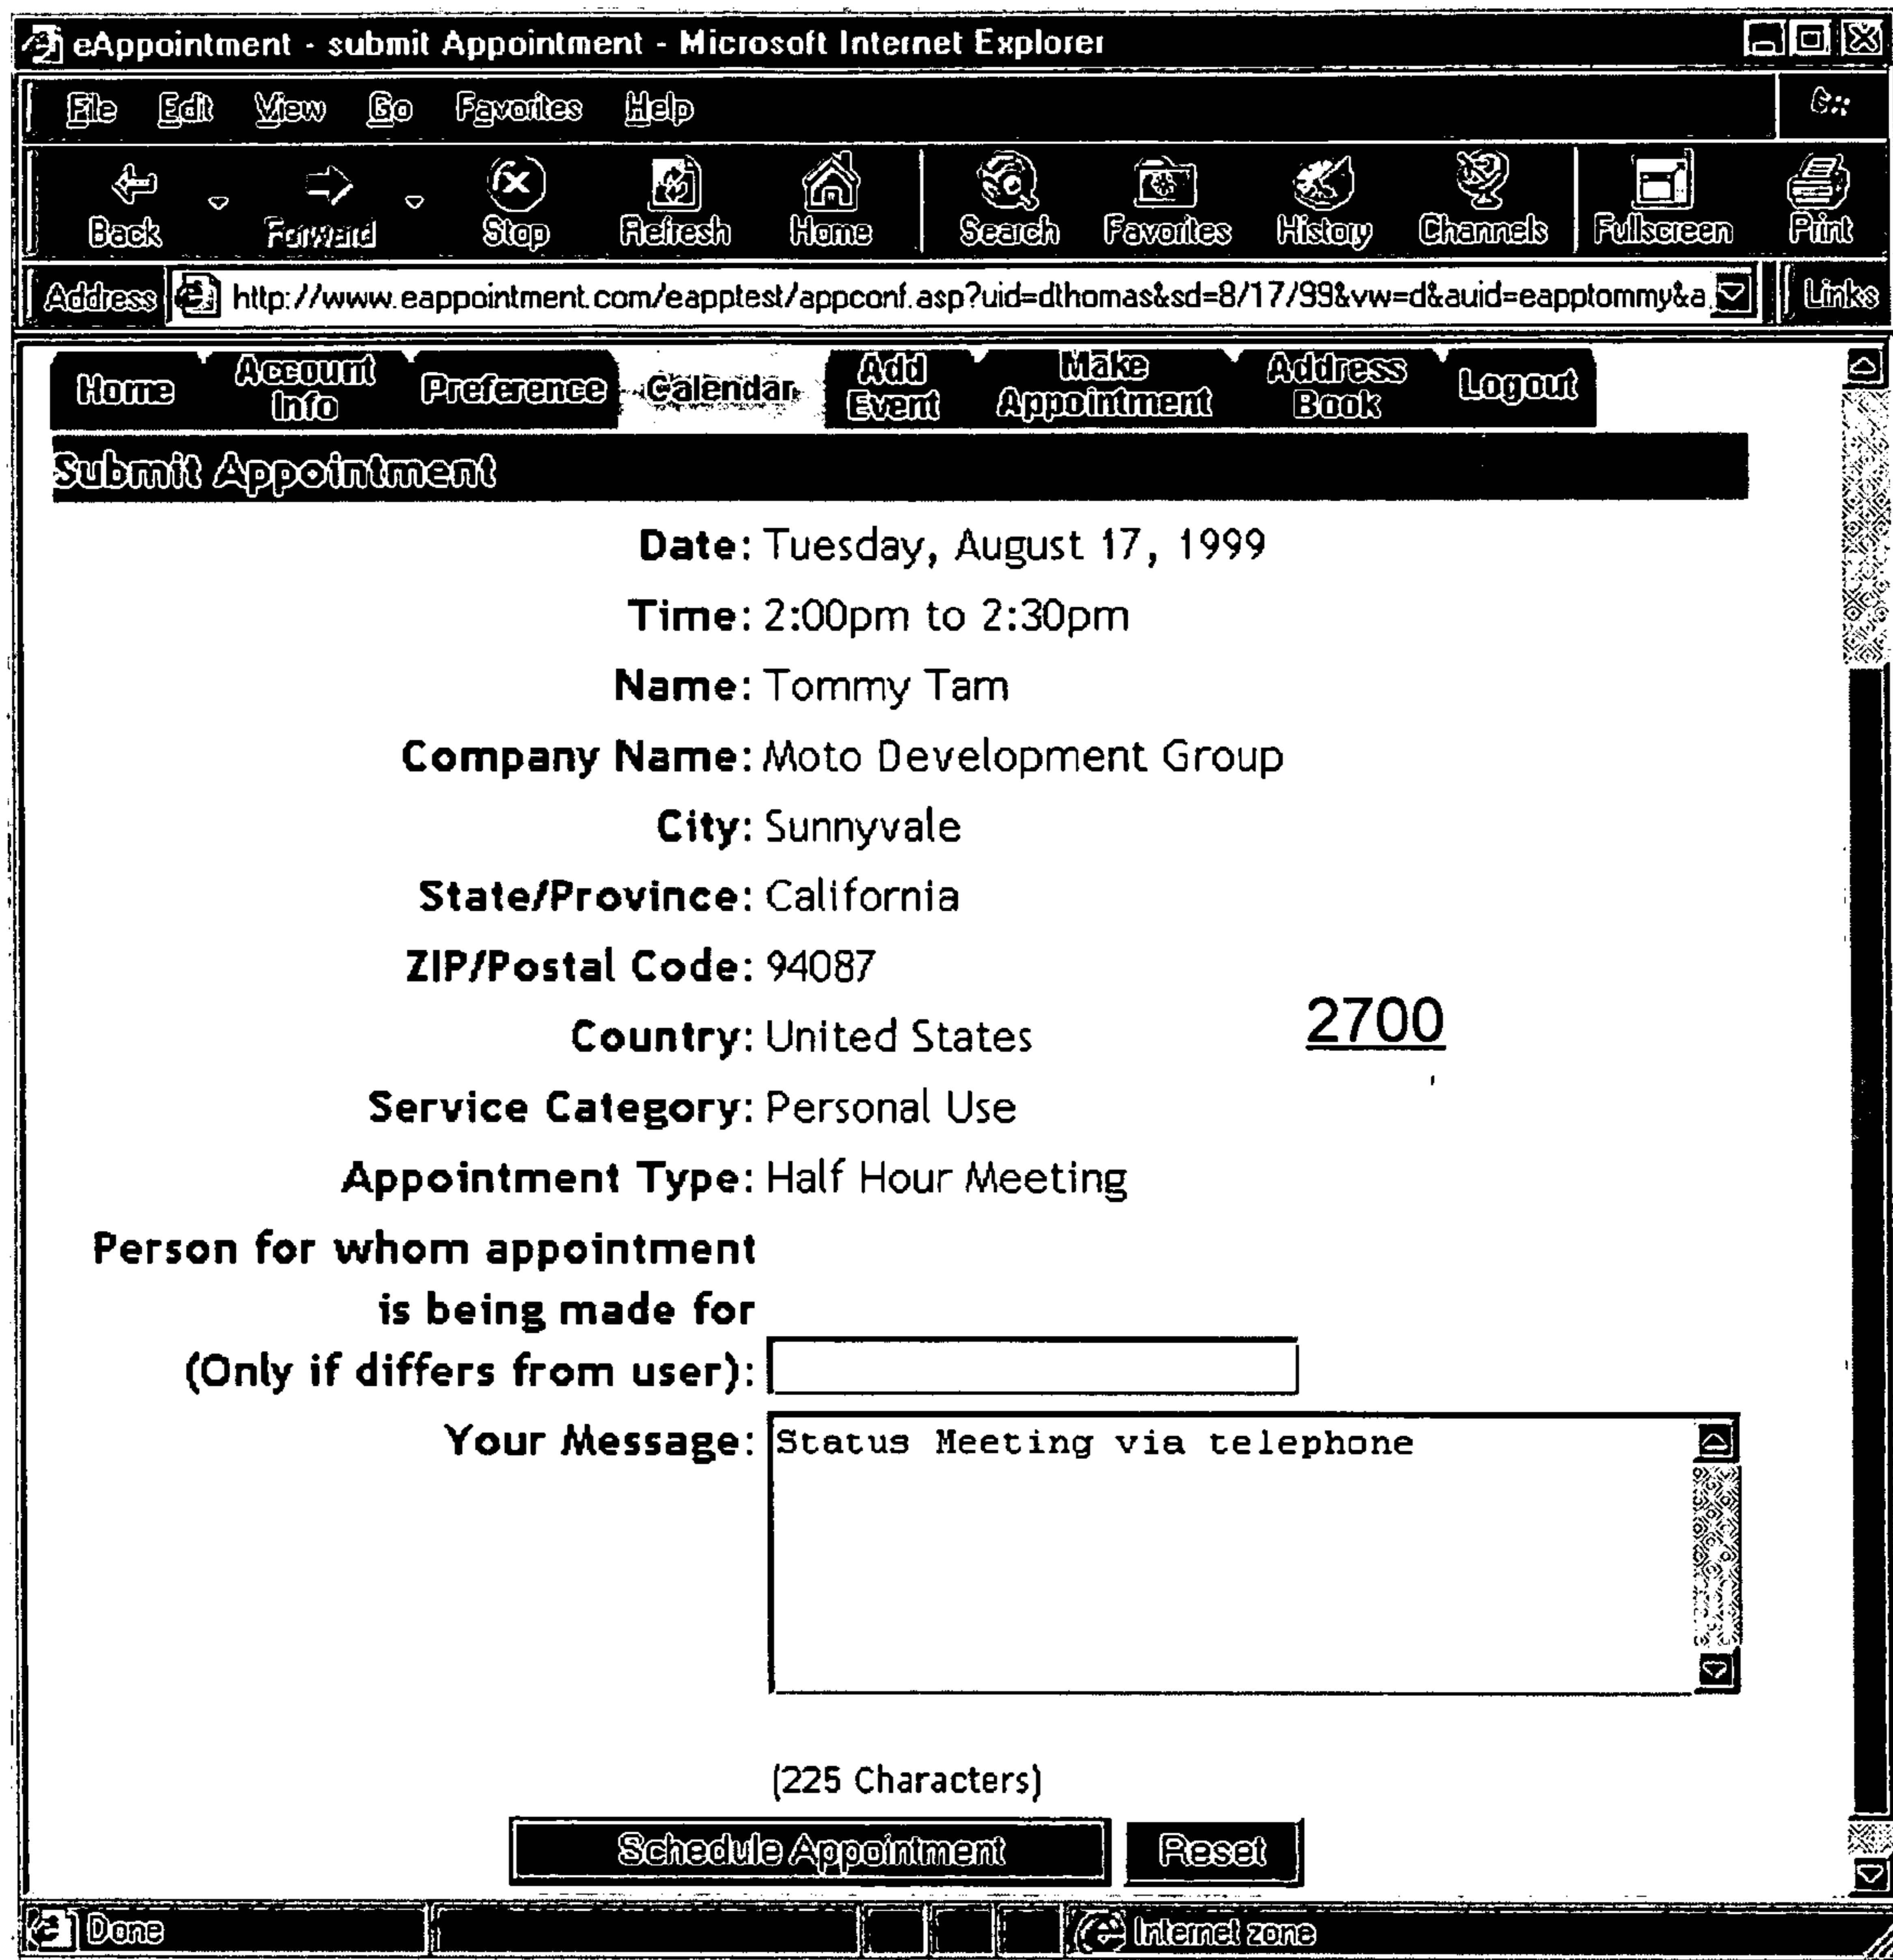 eAppointment - submit Appointment - Microsoft Internet Explorer
File Edit View Go Favorites Help
Back Forward Stop Refresh Home Search Favorites History Channels Fullscreen Print
Address http://www.eappointment.com/eapptest/appconf.asp?uid=dthomas&sd=8/17/99&vw=d&auid=eapptommy&a Links
Home Account Info Preference Calendar Add Event Make Appointment Address Book Logout
Submit Appointment
Date: Tuesday, August 17, 1999
Time: 2:00pm to 2:30pm
Name: Tommy Tam
Company Name: Moto Development Group
City: Sunnyvale
State/Province: California
ZIP/Postal Code: 94087
Country: United States
2700
Service Category: Personal Use
Appointment Type: Half Hour Meeting
Person for whom appointment
is being made for
(Only if differs from user):
Your Message: Status Meeting via telephone
(225 Characters)
Schedule Appointment Reset
Done Internet zone